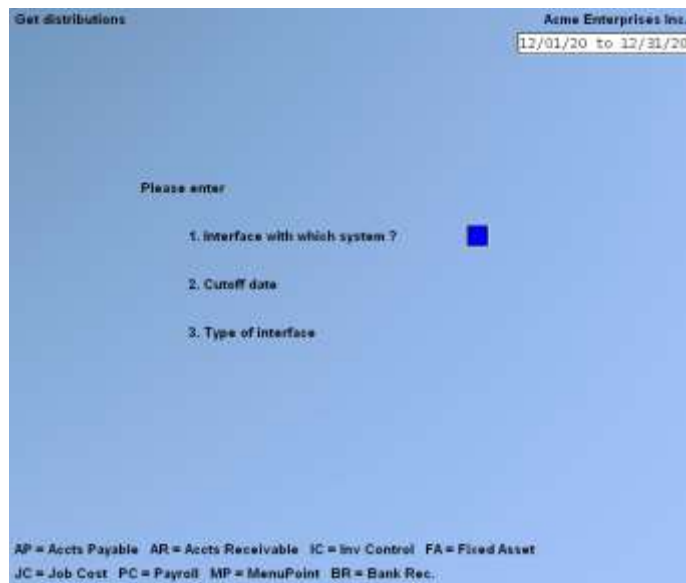 Get distributions Acme Enterprises Inc.
12/01/20 to 12/31/20
Please enter
1. Interface with which system ?
2. Cutoff date
3. Type of interface
AP = Accts Payable AR = Accts Receivable IC = Inv Control FA = Fixed Asset
JC = Job Cost PC = Payroll MP = MenuPoint BR = Bank Rec.